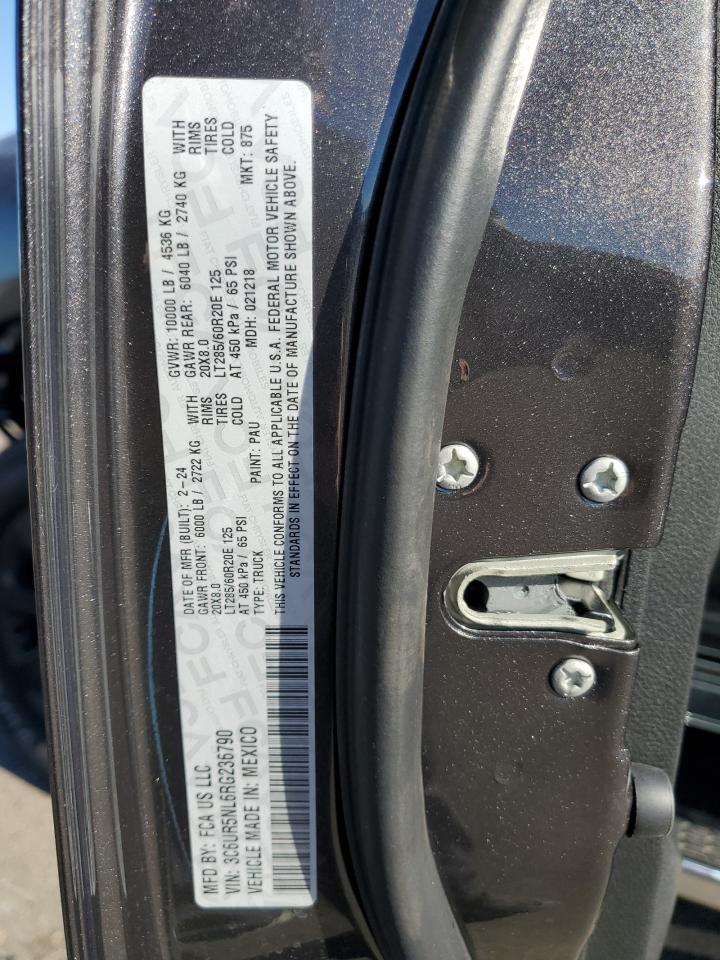 MFD BY: FCA US LLC
DATE OF MFR (BUILT): 2-24
GVWR: 10000 LB / 4536 KG
VIN: 3C6UR5NL6RG236790
GAWR FRONT: 6000 LB / 2722 KG WITH
GAWR REAR: 6040 LB / 2740 KG WITH
VEHICLE MADE IN: MEXICO
20X8.0 RIMS
20X8.0 RIMS
LT285/60R20E 125 TIRES
LT285/60R20E 125 TIRES
AT 450 kPa / 65 PSI COLD
AT 450 kPa / 65 PSI COLD
TYPE: TRUCK PAINT: PAU MDH: 021218 MKT: 875
THIS VEHICLE CONFORMS TO ALL APPLICABLE U.S.A. FEDERAL MOTOR VEHICLE SAFETY
STANDARDS IN EFFECT ON THE DATE OF MANUFACTURE SHOWN ABOVE.